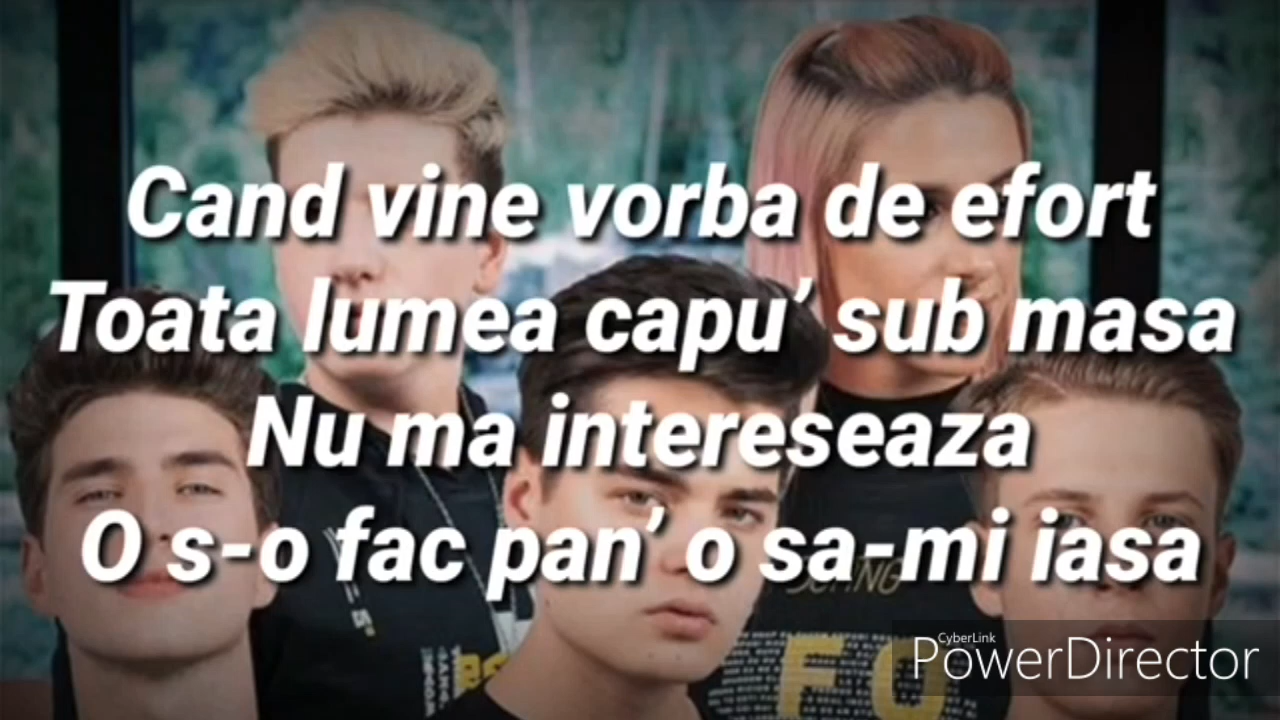 Cand vine vorba de efort
Toata lumea capu' sub masa
Nu ma intereseaza
O s-o fac pan' o sa-mi iasa
FO
CyberLink
PowerDirector